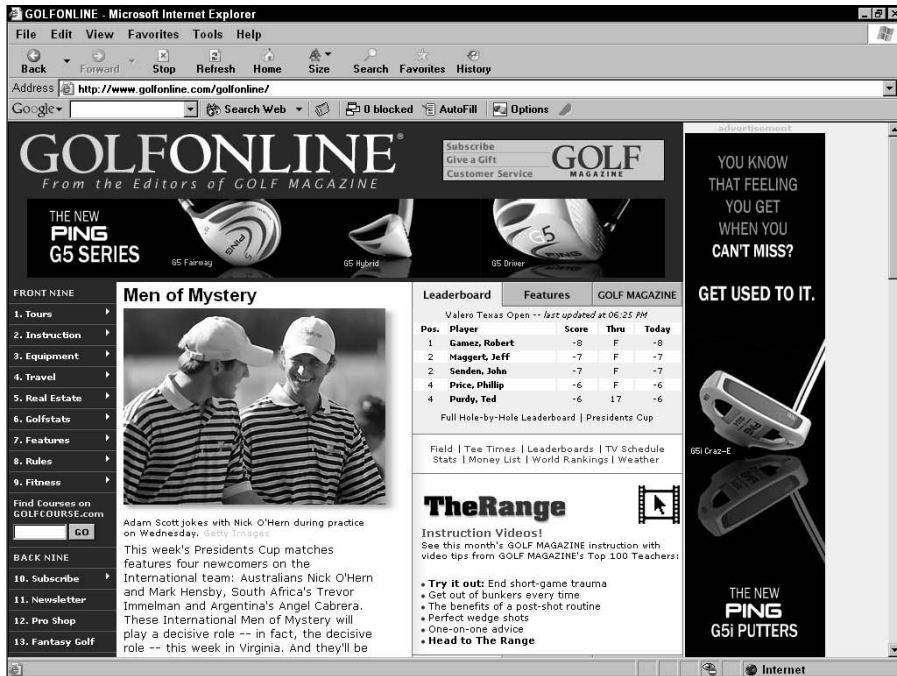 GOLFONLINE - Microsoft Internet Explorer
File Edit View Favorites Tools Help
Back Forward Stop Refresh Home Size Search Favorites History
Address http://www.golfonline.com/golfonline/
Google Search Web 0 blocked AutoFill Options
advertisement
GOLFONLINE®
From the Editors of GOLF MAGAZINE
Subscribe
Give a Gift
Customer Service
GOLF
MAGAZINE
THE NEW
PING
G5 SERIES
G5 Fairway
G5 Hybrid
G5 Driver
YOU KNOW
THAT FEELING
YOU GET
WHEN YOU
CAN'T MISS?
GET USED TO IT.
G5i Craz-E
THE NEW
PING
G5i PUTTERS
FRONT NINE
1. Tours
2. Instruction
3. Equipment
4. Travel
5. Real Estate
6. Golfstats
7. Features
8. Rules
9. Fitness
Find Courses on
GOLFCOURSE.com
GO
BACK NINE
10. Subscribe
11. Newsletter
12. Pro Shop
13. Fantasy Golf
Men of Mystery
Adam Scott jokes with Nick O'Hern during practice
on Wednesday. Getty Images
This week's Presidents Cup matches
features four newcomers on the
International team: Australians Nick O'Hern
and Mark Hensby, South Africa's Trevor
Immelman and Argentina's Angel Cabrera.
These International Men of Mystery will
play a decisive role -- in fact, the decisive
role -- this week in Virginia. And they'll be
Leaderboard Features GOLF MAGAZINE
Valero Texas Open -- last updated at 06:25 PM
Pos. Player Score Thru Today
1 Gamez, Robert -8 F -8
2 Maggert, Jeff -7 F -7
2 Senden, John -7 F -7
4 Price, Phillip -6 F -6
4 Purdy, Ted -6 17 -6
Full Hole-by-Hole Leaderboard | Presidents Cup
Field | Tee Times | Leaderboards | TV Schedule
Stats | Money List | World Rankings | Weather
TheRange
Instruction Videos!
See this month's GOLF MAGAZINE instruction with
video tips from GOLF MAGAZINE's Top 100 Teachers:
• Try it out: End short-game trauma
• Get out of bunkers every time
• The benefits of a post-shot routine
• Perfect wedge shots
• One-on-one advice
• Head to The Range
Internet